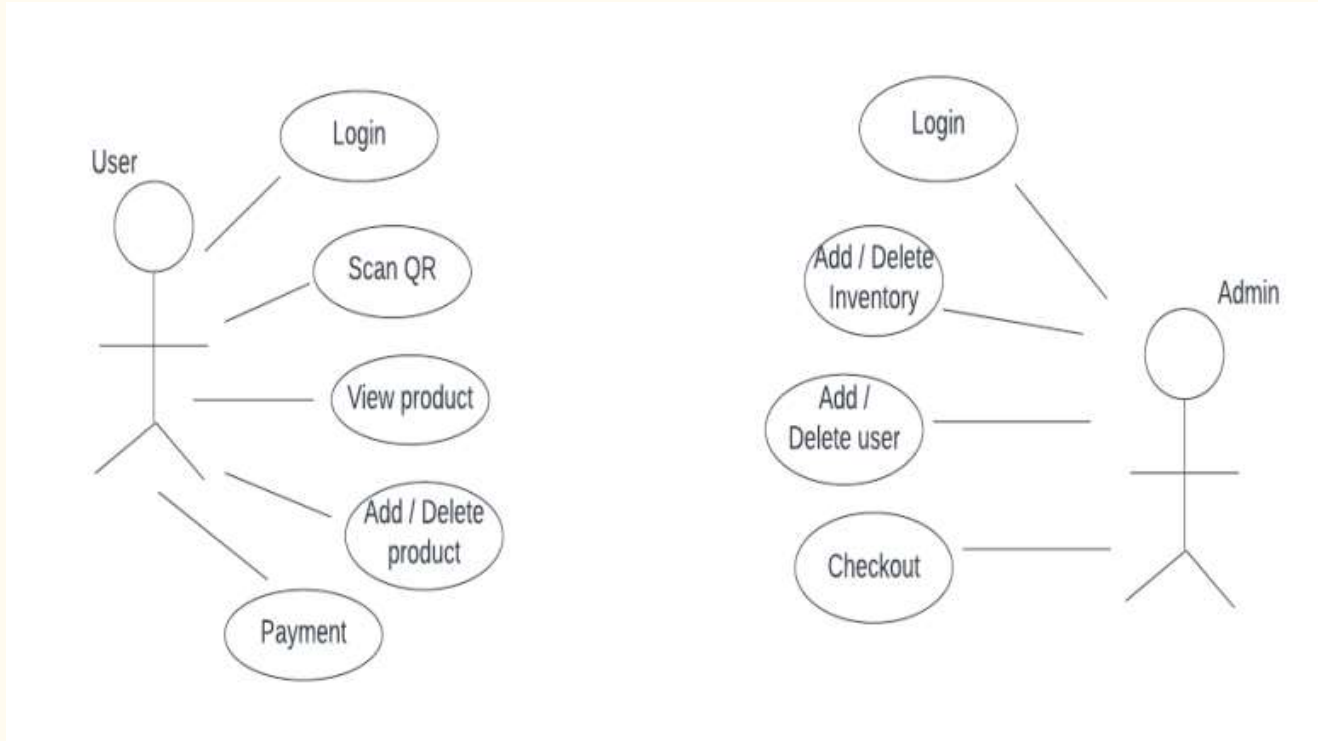 User
Login
Scan QR
View product
Add / Delete
product
Payment
Login
Add / Delete
Inventory
Add /
Delete user
Checkout
Admin